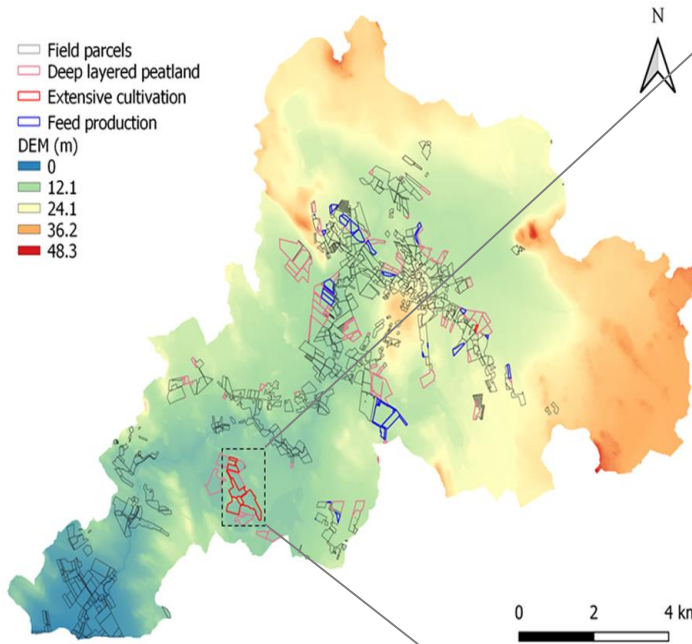 N
Field parcels
Deep layered peatland
Extensive cultivation
Feed production
DEM (m)
0
12.1
24.1
36.2
48.3
0 2 4 km